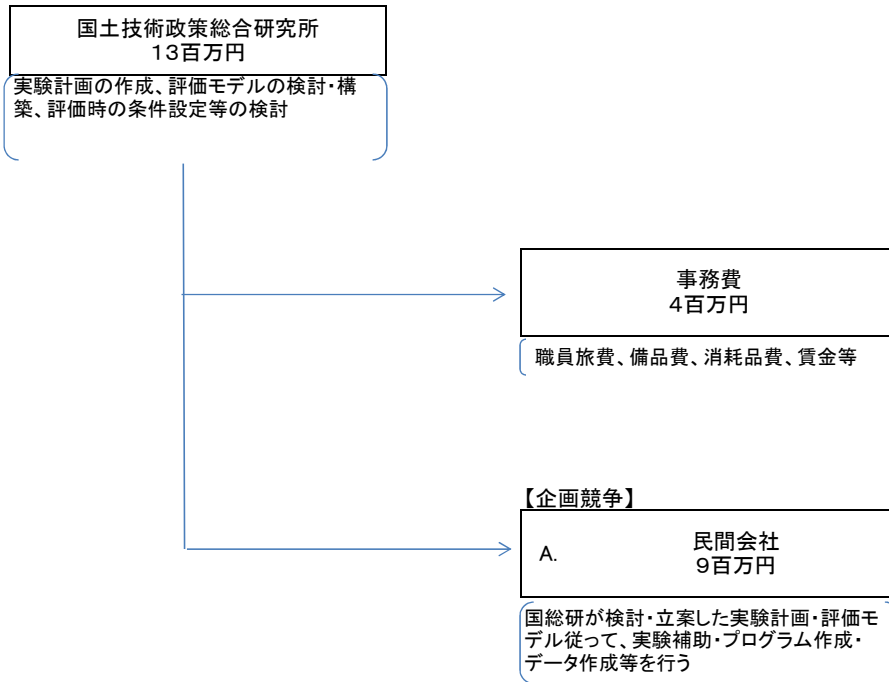 国土技術政策総合研究所
13百万円
実験計画の作成、評価モデルの検討・構
築、評価時の条件設定等の検討
事務費
4百万円
職員旅費、備品費、消耗品費、賃金等
【企画競争】
A. 民間会社
9百万円
国総研が検討・立案した実験計画・評価モ
デル従って、実験補助・プログラム作成・
データ作成等を行う